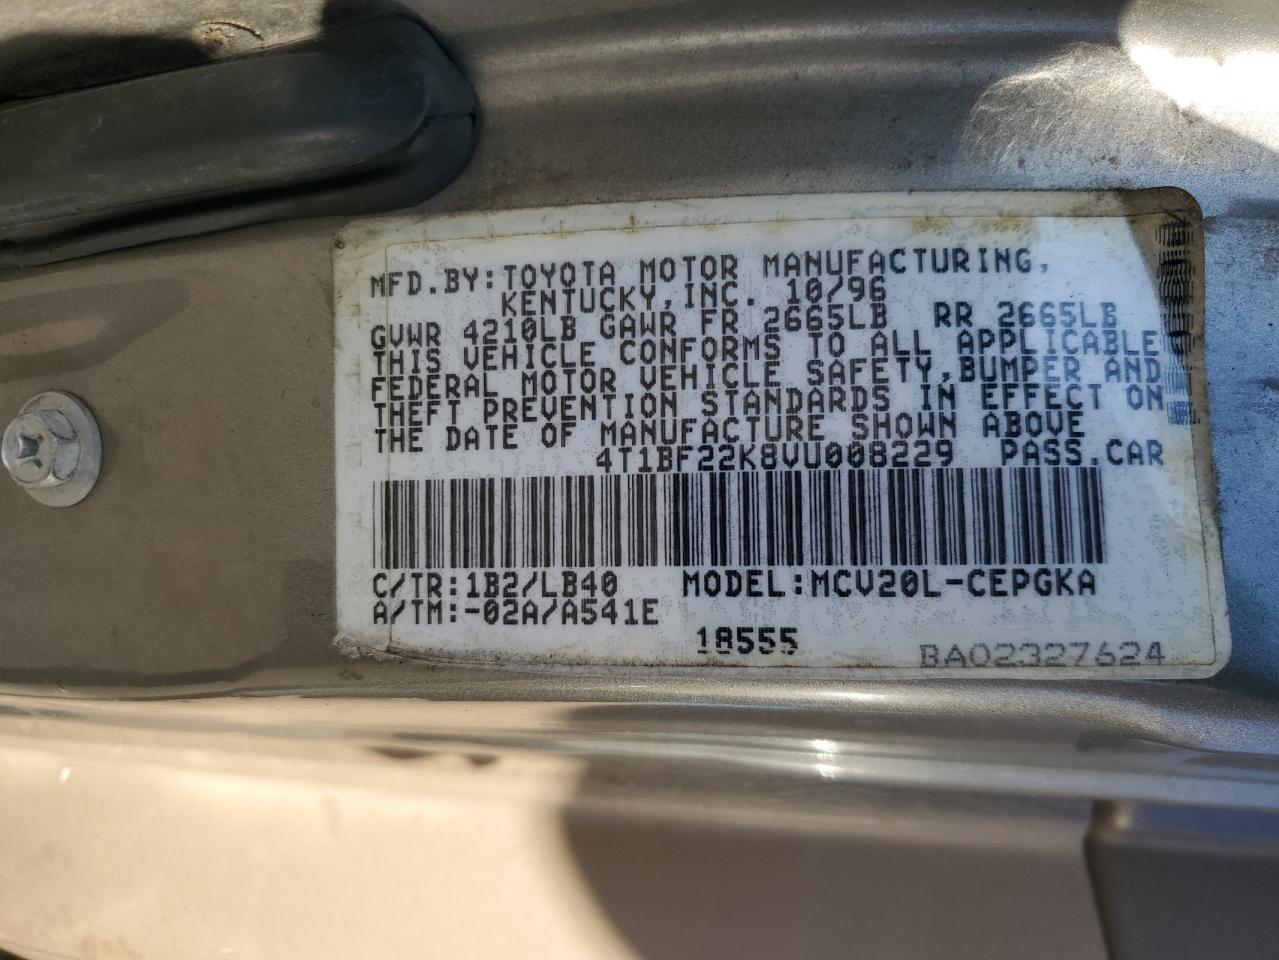 MFD.BY:TOYOTA MOTOR MANUFACTURING,
KENTUCKY,INC. 10/96
GVWR 4210LB GAWR FR 2665LB RR 2665LB
THIS VEHICLE CONFORMS TO ALL APPLICABLE
FEDERAL MOTOR VEHICLE SAFETY,BUMPER AND
THEFT PREVENTION STANDARDS IN EFFECT ON
THE DATE OF MANUFACTURE SHOWN ABOVE
4T1BF22K8VU008229 PASS.CAR
C/TR:1B2/LB40 MODEL:MCV20L-CEPGKA
A/TM:-02A/A541E
18555
BA02327624